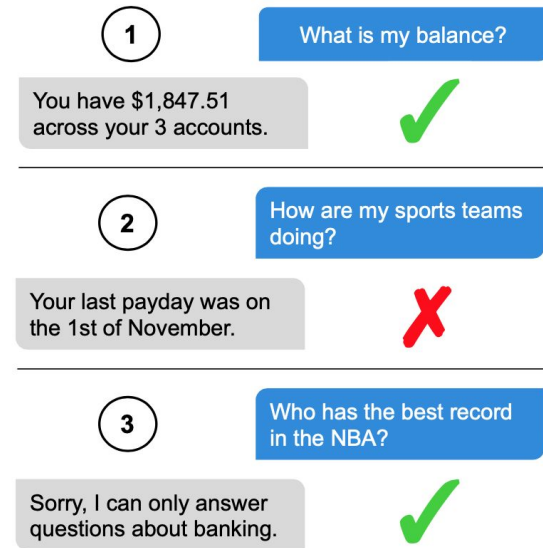 1
What is my balance?
You have $1,847.51
across your 3 accounts.
2
How are my sports teams
doing?
Your last payday was on
the 1st of November.
3
Who has the best record
in the NBA?
Sorry, I can only answer
questions about banking.